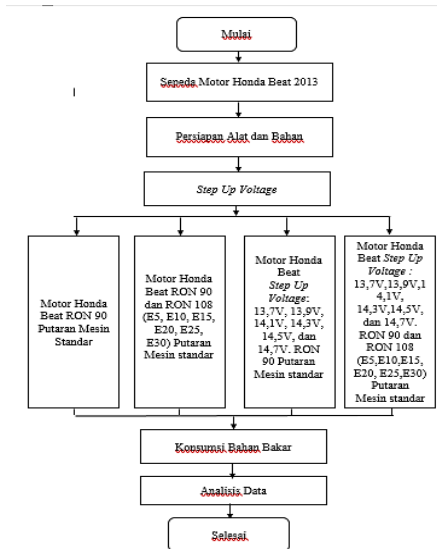 Mulai
Sepeda Motor Honda Beat 2013
Persiapan Alat dan Bahan
Step Up Voltage
Motor Honda
Beat RON 90
Putaran Mesin
Standar
Motor Honda
Beat RON 90
dan RON 108
(E5, E10, E15,
E20, E25,
E30) Putaran
Mesin standar
Motor Honda
Beat
Step Up
Voltage:
13,7V, 13,9V,
14,1V, 14,3V,
14,5V, dan
14,7V. RON
90 Putaran
Mesin standar
Motor Honda
Beat Step Up
Voltage :
13,7V,13,9V,1
4,1V,
14,3V,14,5V,
dan 14,7V.
RON 90 dan
RON 108
(E5,E10,E15,
E20, E25,E30)
Putaran
Mesin standar
Konsumsi Bahan Bakar
Analisis Data
Selesai